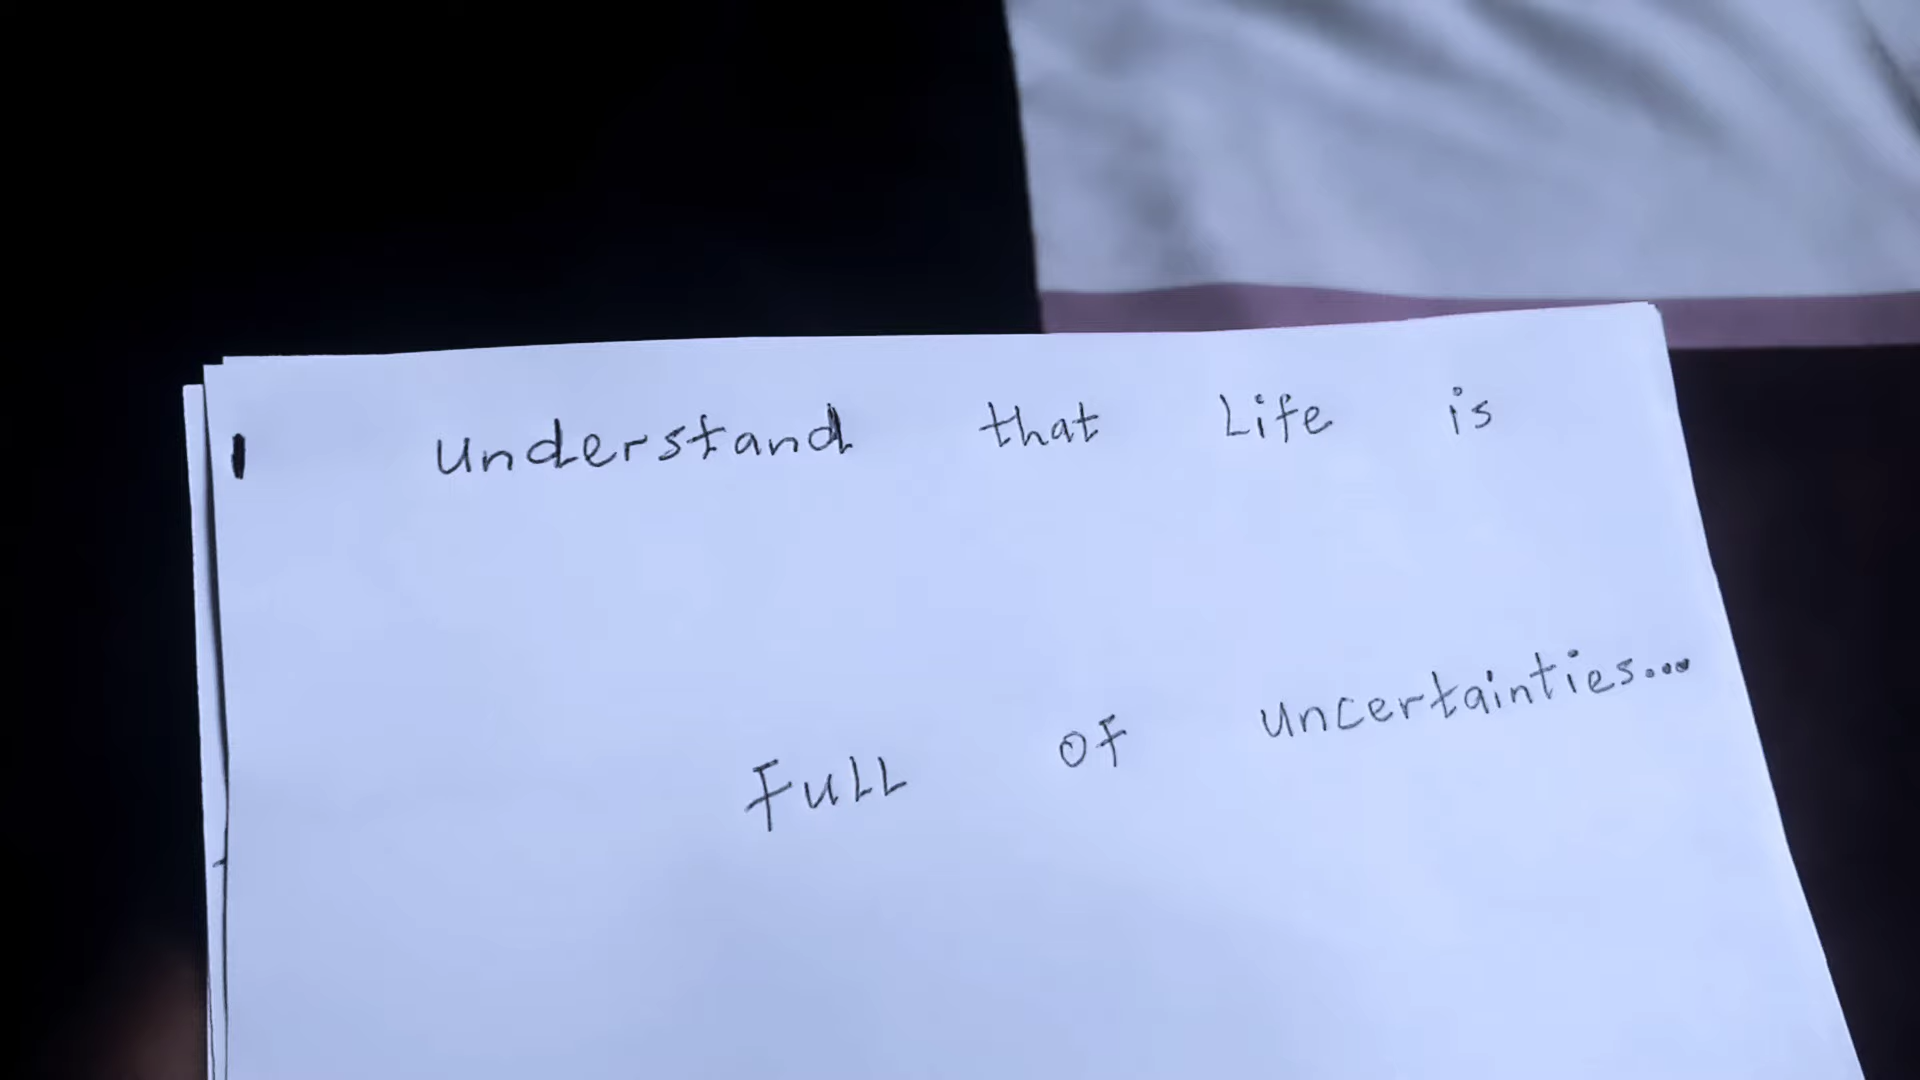 I understand that Life is
FuLL oF uncertainties...